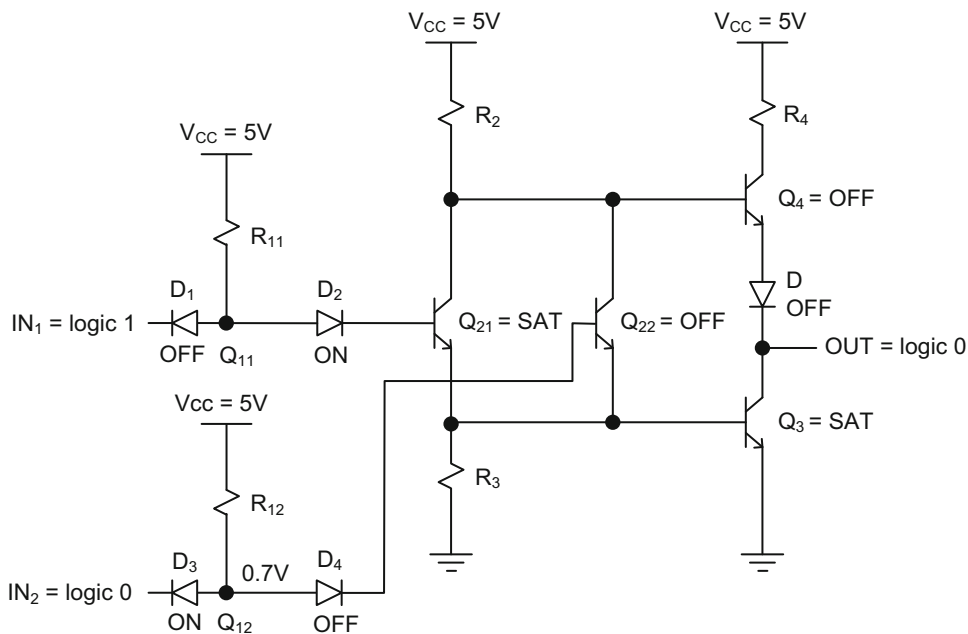 V_CC = 5V
V_CC = 5V
R_2
R_4
V_CC = 5V
Q_4 = OFF
R_11
D
OFF
D_1
D_2
IN_1 = logic 1
Q_21 = SAT
Q_22 = OFF
OFF
Q_11
ON
OUT = logic 0
Vcc = 5V
Q_3 = SAT
R_3
R_12
D_3
0.7V
D_4
IN_2 = logic 0
ON
Q_12
OFF